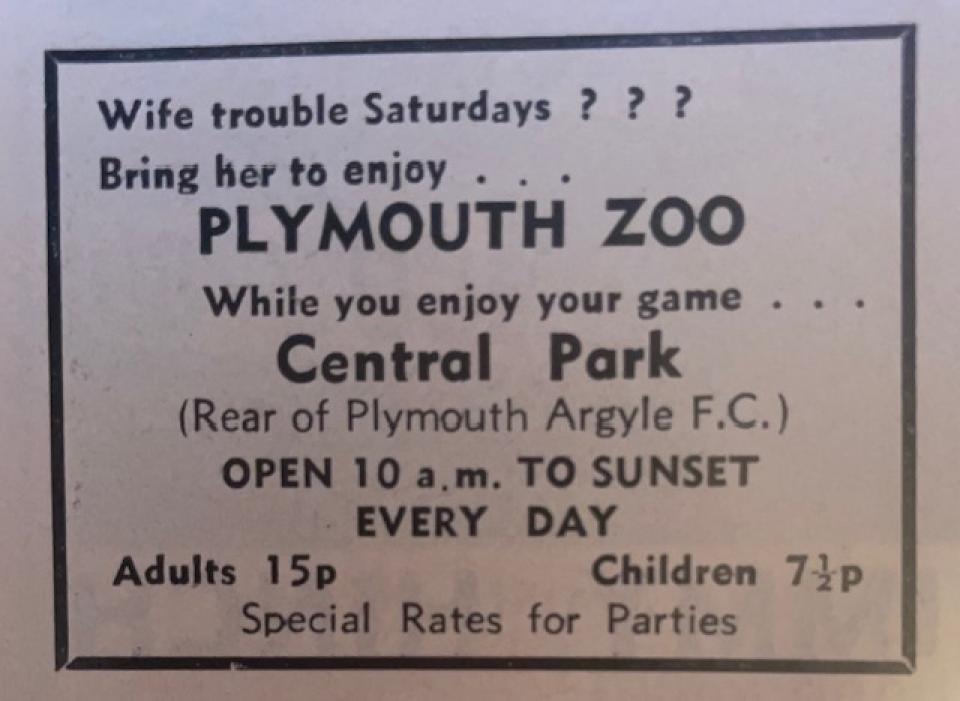 Wife trouble Saturdays ? ? ?
Bring her to enjoy . . .
PLYMOUTH ZOO
While you enjoy your game . . .
Central Park
(Rear of Plymouth Argyle F.C.)
OPEN 10 a.m. TO SUNSET
EVERY DAY
Adults 15p Children 7½p
Special Rates for Parties